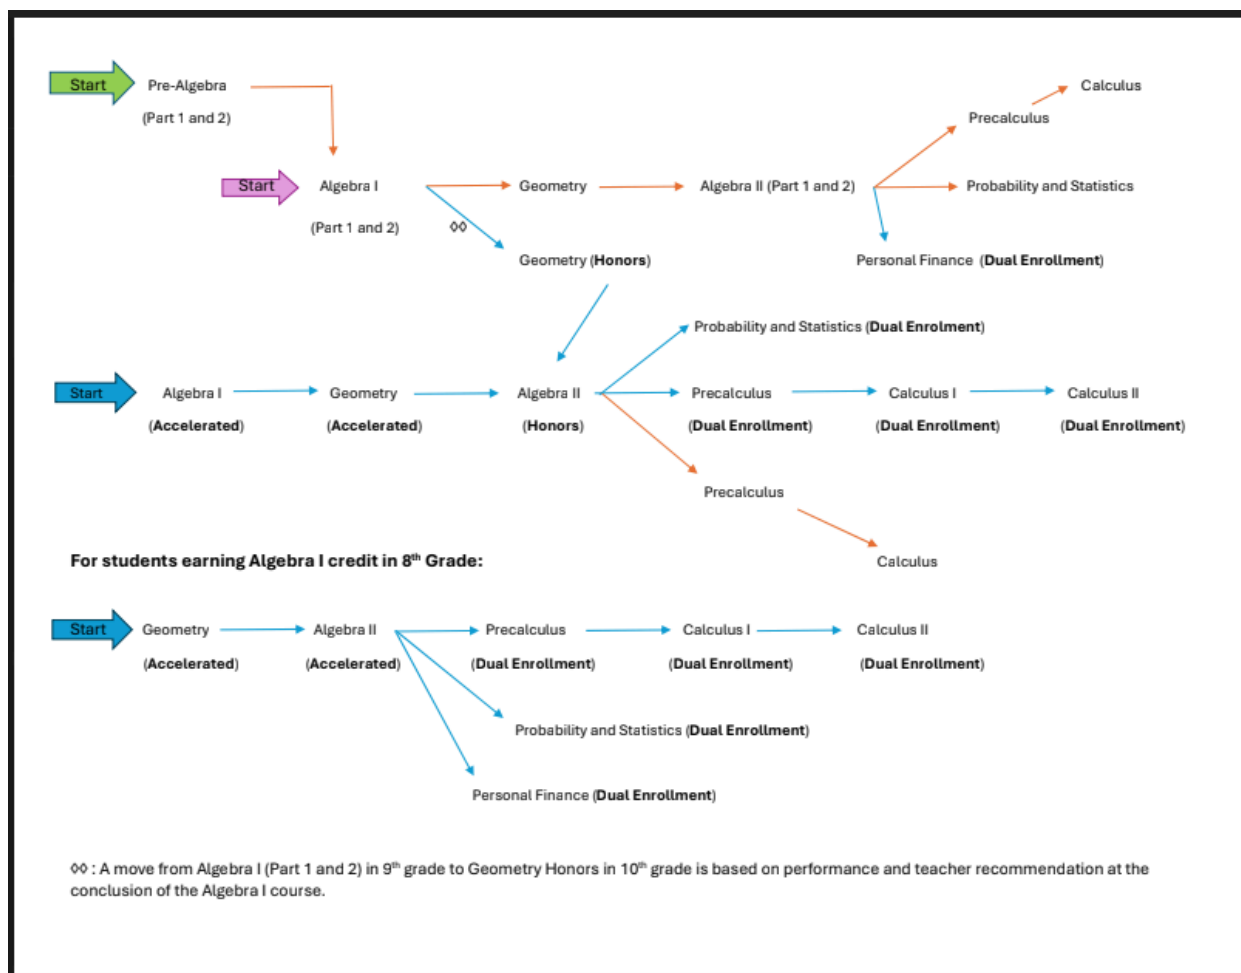 Start Pre-Algebra Calculus
(Part 1 and 2) Precalculus
Start Algebra I Geometry Algebra II (Part 1 and 2) Probability and Statistics
(Part 1 and 2) ◊◊
Geometry (Honors) Personal Finance (Dual Enrollment)
Probability and Statistics (Dual Enrolment)
Start Algebra I Geometry Algebra II Precalculus Calculus I Calculus II
(Accelerated) (Accelerated) (Honors) (Dual Enrollment) (Dual Enrollment) (Dual Enrollment)
Precalculus
For students earning Algebra I credit in 8th Grade: Calculus
Start Geometry Algebra II Precalculus Calculus I Calculus II
(Accelerated) (Accelerated) (Dual Enrollment) (Dual Enrollment) (Dual Enrollment)
Probability and Statistics (Dual Enrollment)
Personal Finance (Dual Enrollment)
◊◊ : A move from Algebra I (Part 1 and 2) in 9th grade to Geometry Honors in 10th grade is based on performance and teacher recommendation at the
conclusion of the Algebra I course.